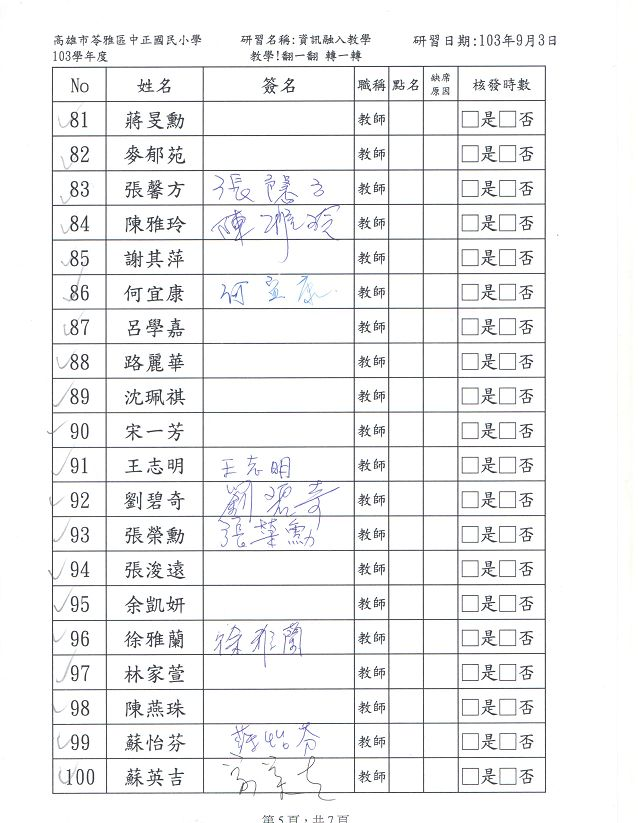 高雄市苓雅區中正國民小學 研習名稱:資訊融入教學 研習日期:103年9月3日
103學年度 教學!翻一翻 轉一轉
No 姓名 簽名 職稱 點名 缺席原因 核發時數
81 蔣旻勳 教師 □是□否
82 麥郁苑 教師 □是□否
83 張馨方 張馨方 教師 □是□否
84 陳雅玲 陳雅玲 教師 □是□否
85 謝其萍 教師 □是□否
86 何宜康 何宜康 教師 □是□否
87 呂學嘉 教師 □是□否
88 路麗華 教師 □是□否
89 沈珮祺 教師 □是□否
90 宋一芳 教師 □是□否
91 王志明 王志明 教師 □是□否
92 劉碧奇 劉碧奇 教師 □是□否
93 張榮勳 張榮勳 教師 □是□否
94 張浚遠 教師 □是□否
95 余凱妍 教師 □是□否
96 徐雅蘭 徐雅蘭 教師 □是□否
97 林家萱 教師 □是□否
98 陳燕珠 教師 □是□否
99 蘇怡芬 蘇怡芬 教師 □是□否
100 蘇英吉 教師 □是□否
第5頁,共7頁